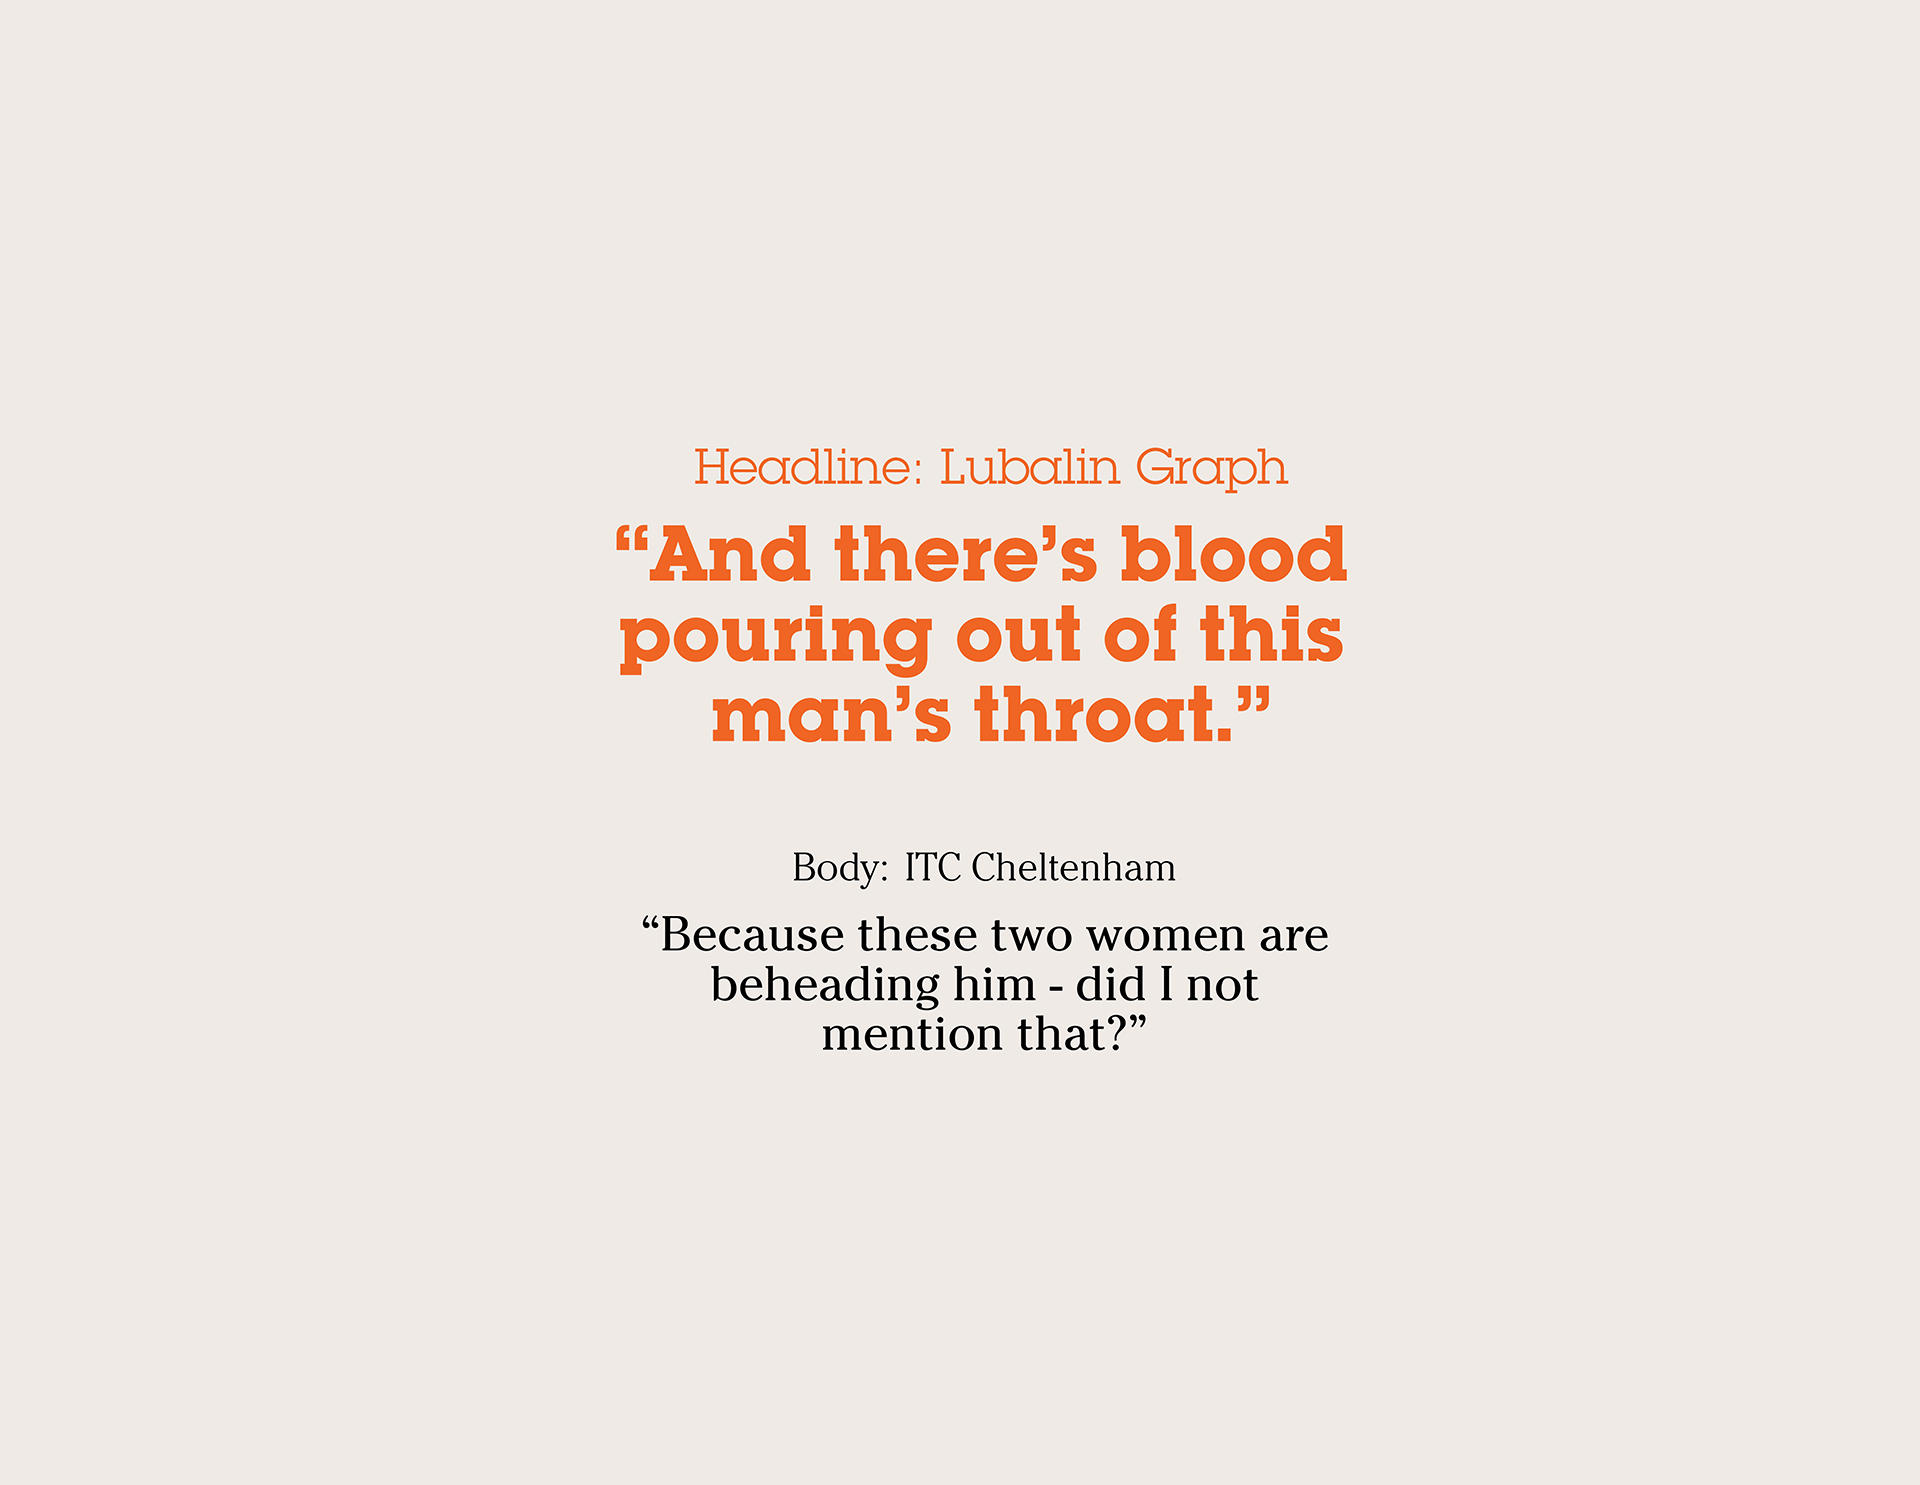 Headline: Lubalin Graph
“And there’s blood
pouring out of this
man’s throat.”
Body: ITC Cheltenham
“Because these two women are
beheading him - did I not
mention that?”